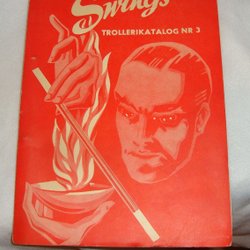 Swings
TROLLERIKATALOG NR 3